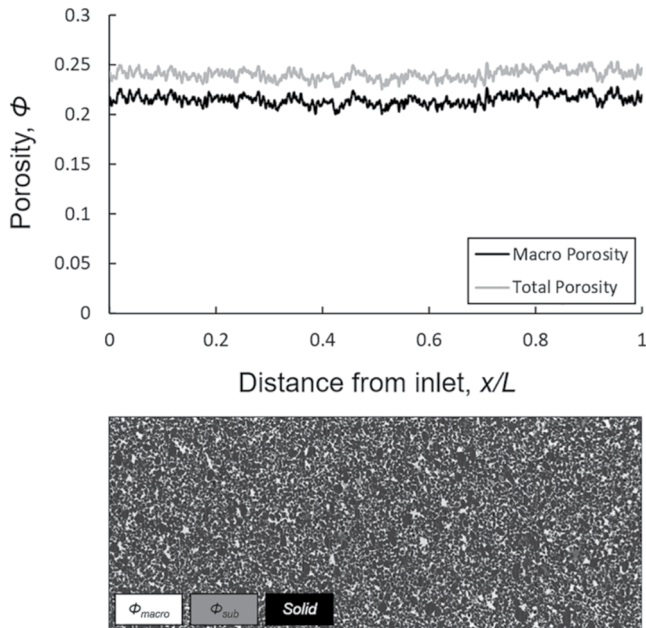 0.3
0.25
0.2
0.15
0.1
0.05
0
Porosity, Φ
Macro Porosity
Total Porosity
0 0.2 0.4 0.6 0.8 1
Distance from inlet, x/L
Φmacro Φsub Solid